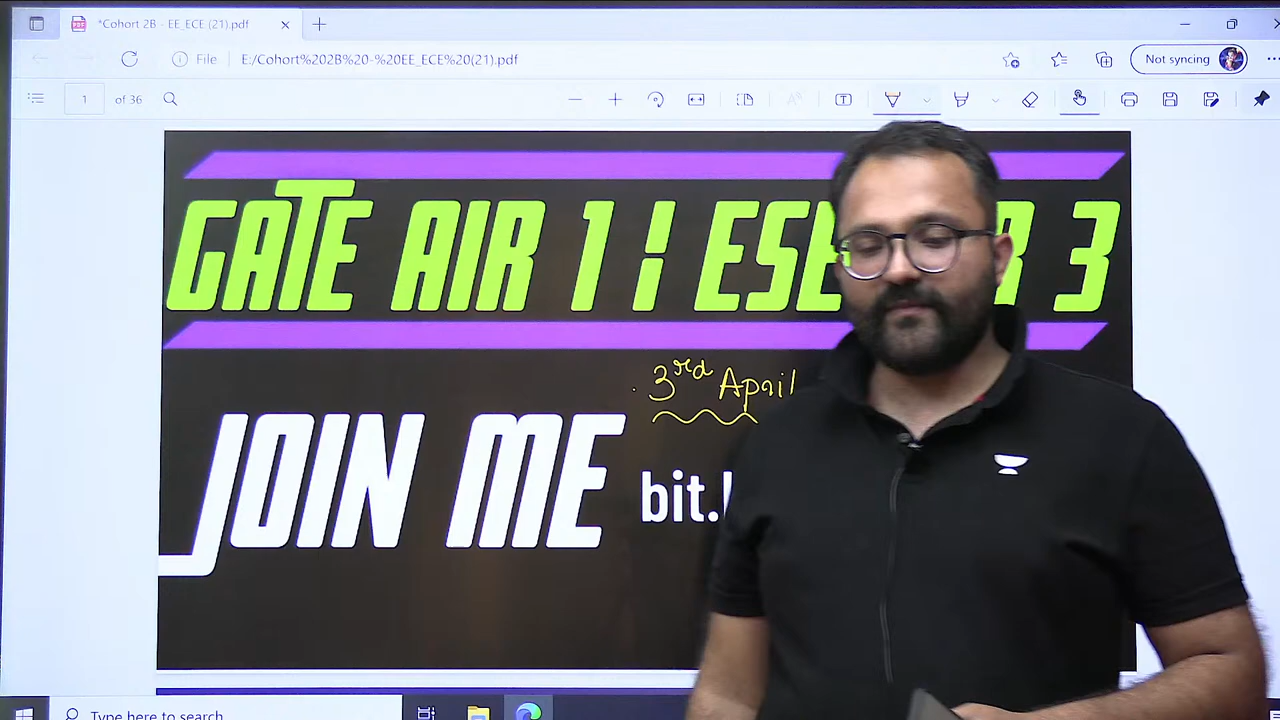 *Cohort 2B - EE_ECE (21).pdf
File
E:/Cohort%202B%20-%20EE_ECE%20(21).pdf
Not syncing
1 of 36
GATE AIR 1 | ESE 3
3rd April
JOIN ME
bit.l
Type here to search